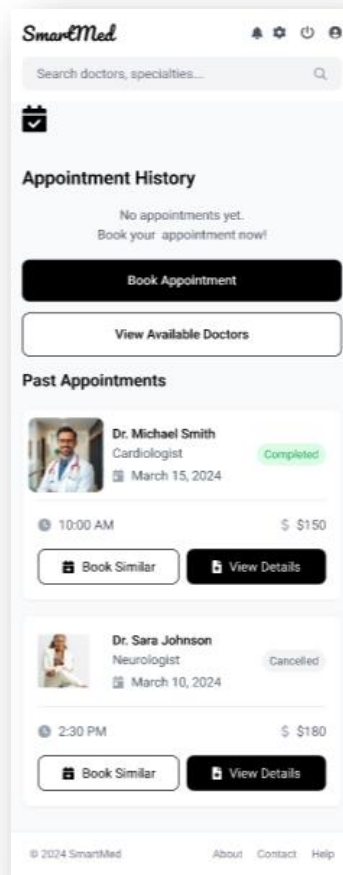 SmartMed
Search doctors, specialties...
Appointment History
No appointments yet.
Book your appointment now!
Book Appointment
View Available Doctors
Past Appointments
Dr. Michael Smith
Cardiologist
Completed
March 15, 2024
10:00 AM
$ $150
Book Similar
View Details
Dr. Sara Johnson
Neurologist
Cancelled
March 10, 2024
2:30 PM
$ $180
Book Similar
View Details
© 2024 SmartMed About Contact Help